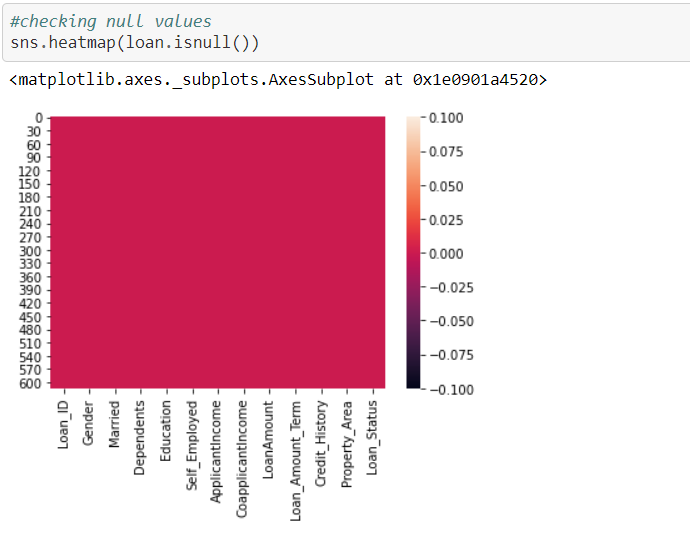 #checking null values
sns.heatmap(loan.isnull())
<matplotlib.axes._subplots.AxesSubplot at 0x1e0901a4520>
0
30
60
90
120
150
180
210
240
270
300
330
360
390
420
450
480
510
540
570
600
0.100
0.075
0.050
0.025
0.000
−0.025
−0.050
−0.075
−0.100
Loan_ID
Gender
Married
Dependents
Education
Self_Employed
ApplicantIncome
CoapplicantIncome
LoanAmount
Loan_Amount_Term
Credit_History
Property_Area
Loan_Status